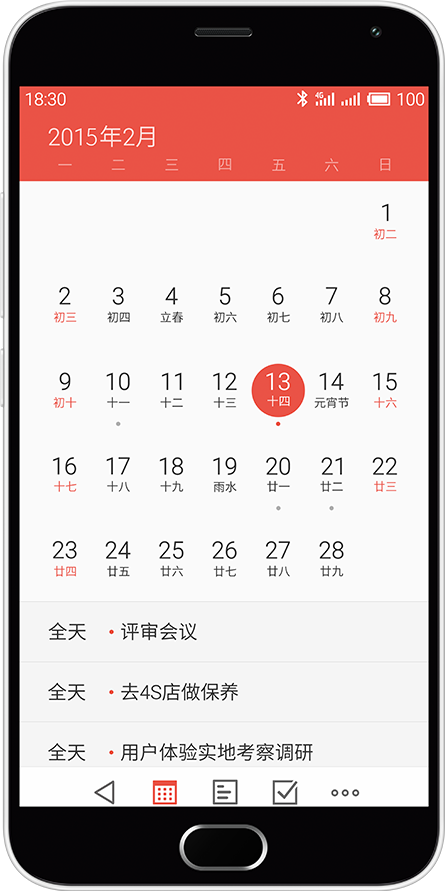 18:30 4G 100
2015年2月
一 二 三 四 五 六 日
1
初二
2 3 4 5 6 7 8
初三 初四 立春 初六 初七 初八 初九
9 10 11 12 13 14 15
初十 十一 十二 十三 十四 元宵节 十六
16 17 18 19 20 21 22
十七 十八 十九 雨水 廿一 廿二 廿三
23 24 25 26 27 28
廿四 廿五 廿六 廿七 廿八 廿九
全天 • 评审会议
全天 • 去4S店做保养
全天 • 用户体验实地考察调研